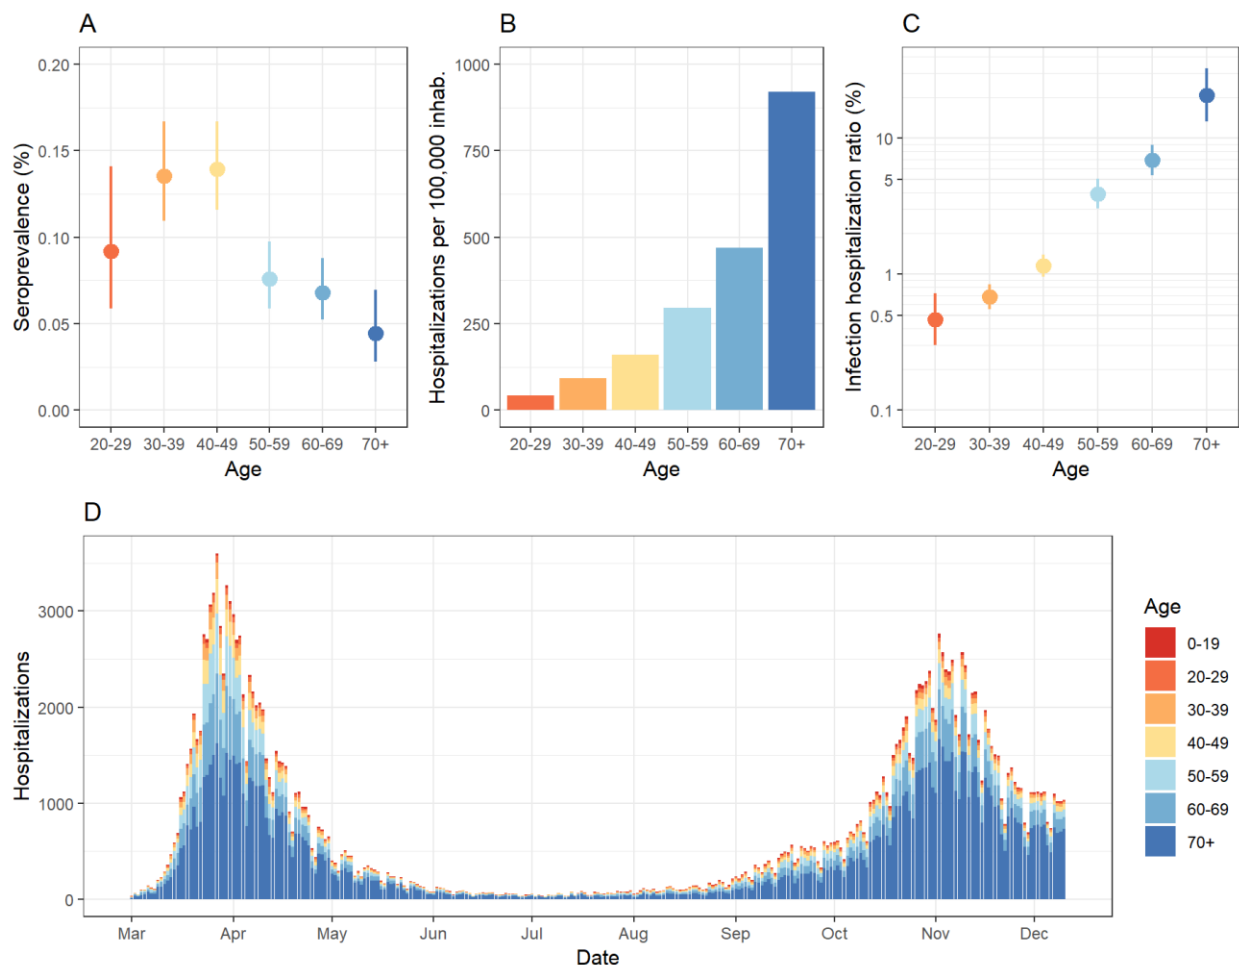 A
Seroprevalence (%)
0.20
0.15
0.10
0.05
0.00
20-29 30-39 40-49 50-59 60-69 70+
Age
B
Hospitalizations per 100,000 inhab.
1000
750
500
250
0
20-29 30-39 40-49 50-59 60-69 70+
Age
C
Infection hospitalization ratio (%)
10
5
1
0.5
0.1
20-29 30-39 40-49 50-59 60-69 70+
Age
D
Hospitalizations
3000
2000
1000
0
Mar Apr May Jun Jul Aug Sep Oct Nov Dec
Date
Age
0-19
20-29
30-39
40-49
50-59
60-69
70+